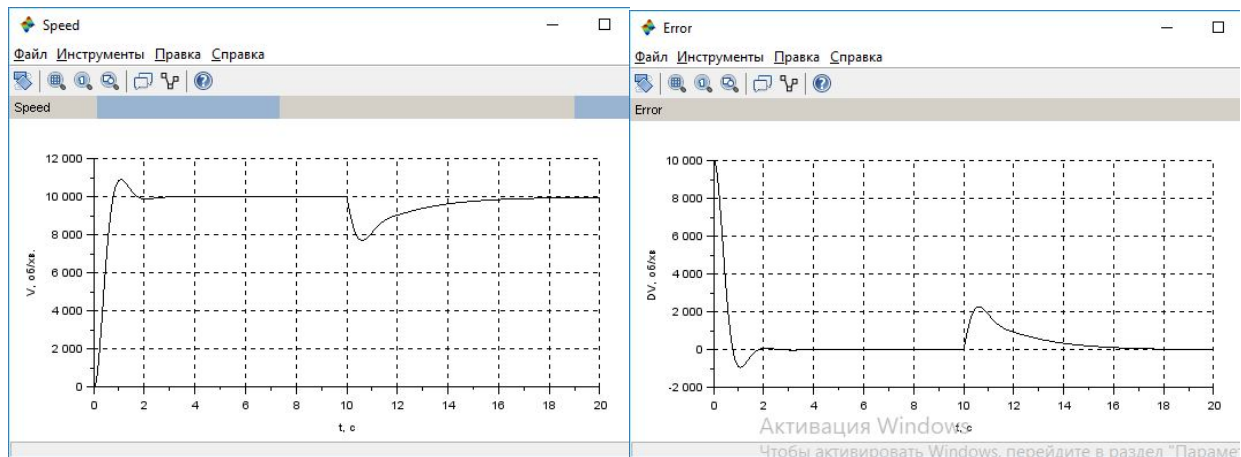 Speed
Файл Инструменты Правка Справка
Speed
12 000
10 000
8 000
6 000
4 000
2 000
0
V, об/хв.
0 2 4 6 8 10 12 14 16 18 20
t, c
Error
Файл Инструменты Правка Справка
Error
10 000
8 000
6 000
4 000
2 000
0
-2 000
DV, об/хв
0 2 4 6 8 10 12 14 16 18 20
t, c
Активация Windows
Чтобы активировать Windows, перейдите в раздел "Парамет